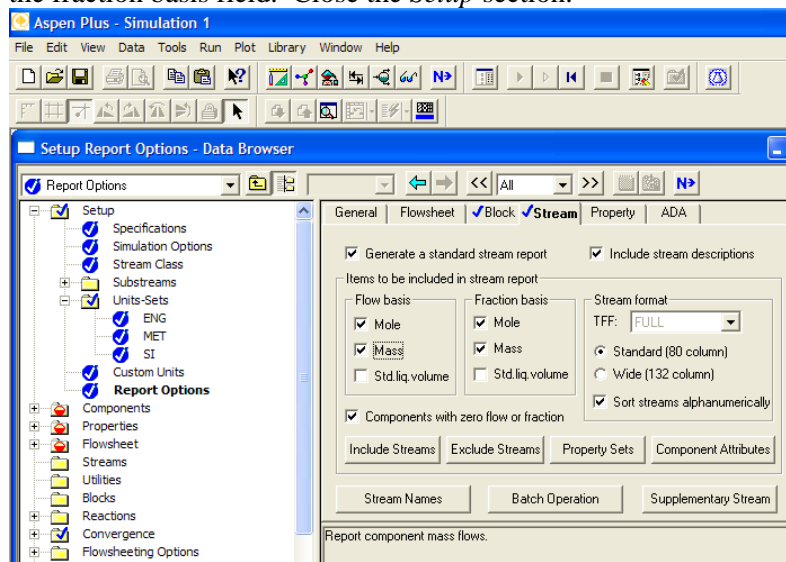 the fraction basis field. Close the Setup section.
Aspen Plus - Simulation 1
File Edit View Data Tools Run Plot Library Window Help
N>
Setup Report Options - Data Browser
Report Options
<< All >> N>
Setup
Specifications
Simulation Options
Stream Class
Substreams
Units-Sets
ENG
MET
SI
Custom Units
Report Options
Components
Properties
Flowsheet
Streams
Utilities
Blocks
Reactions
Convergence
Flowsheeting Options
General Flowsheet Block Stream Property ADA
Generate a standard stream report Include stream descriptions
Items to be included in stream report
Flow basis Fraction basis Stream format
Mole Mole TFF: FULL
Mass Mass Standard (80 column)
Std.liq.volume Std.liq.volume Wide (132 column)
Components with zero flow or fraction Sort streams alphanumerically
Include Streams Exclude Streams Property Sets Component Attributes
Stream Names Batch Operation Supplementary Stream
Report component mass flows.